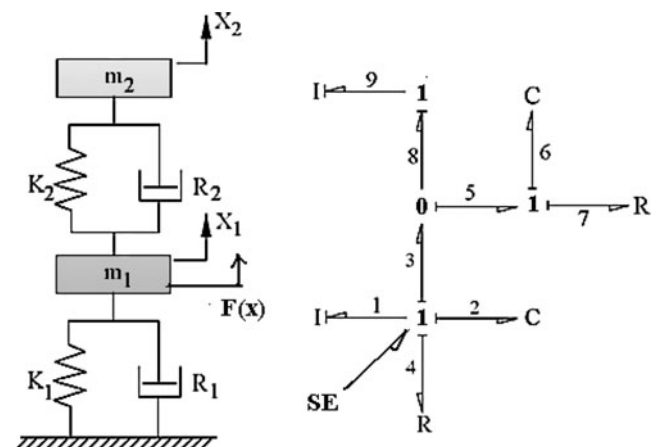 X₂
m₂
K₂
R₂
X₁
m₁
F(x)
K₁
R₁
I 9 1 C
8 6
0 5 1 7 R
3
I 1 1 2 C
4
SE
R